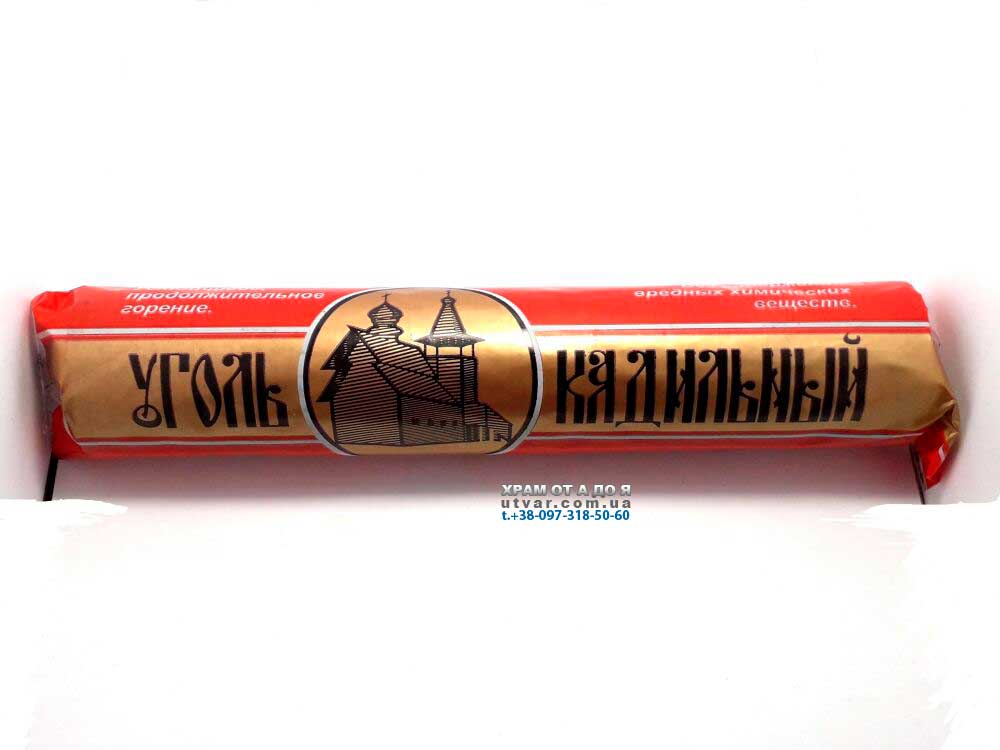 продолжительное
горение.
вредных химических
веществ.
УГОЛЬ КАДИЛЬНЫЙ
ХРАМ ОТ А ДО Я
utvar.com.ua
t.+38-097-318-50-60